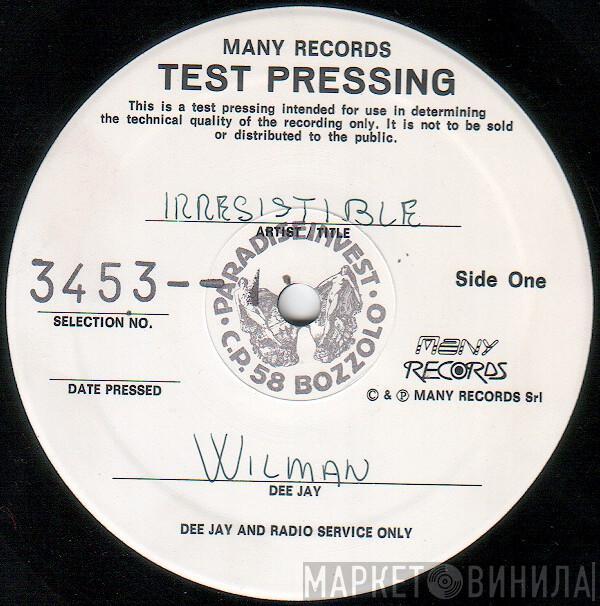 MANY RECORDS
TEST PRESSING
This is a test pressing intended for use in determining
the technical quality of the recording only. It is not to be sold
or distributed to the public.
IRRESISTIBLE
ARTIST / TITLE
3453--1
SELECTION NO.
PARADISE INVEST
· C.P. 58 BOZZOLO ·
Side One
DATE PRESSED
MANY
RECORDS
© & ℗ MANY RECORDS Srl
WILMAN
DEE JAY
DEE JAY AND RADIO SERVICE ONLY
МАРКЕТ ВИНИЛА